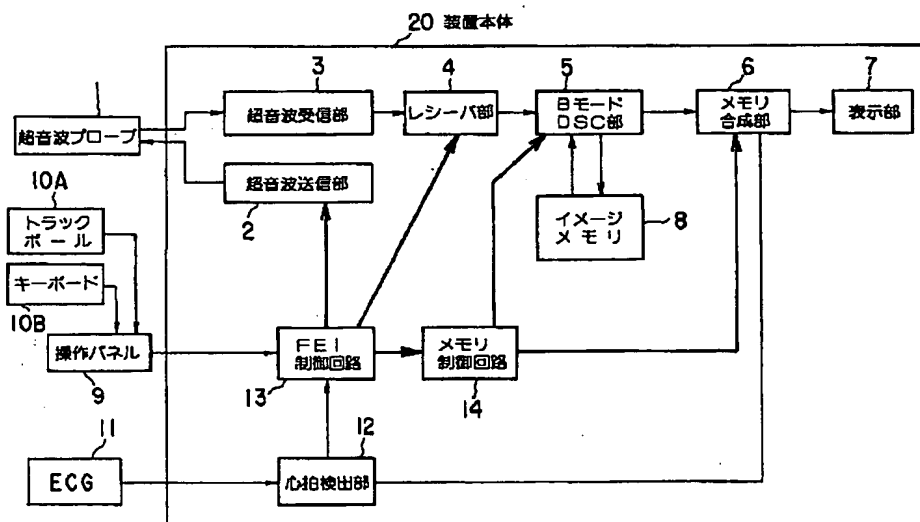 20 装置本体
3
4
5
6
7
超音波プローブ
超音波受信部
レシーバ部
Bモード
DSC部
メモリ
合成部
表示部
超音波送信部
2
10A
トラック
ボール
イメージ
メモリ
8
キーボード
10B
操作パネル
9
FEI
制御回路
13
メモリ
制御回路
14
11
ECG
12
心拍検出部